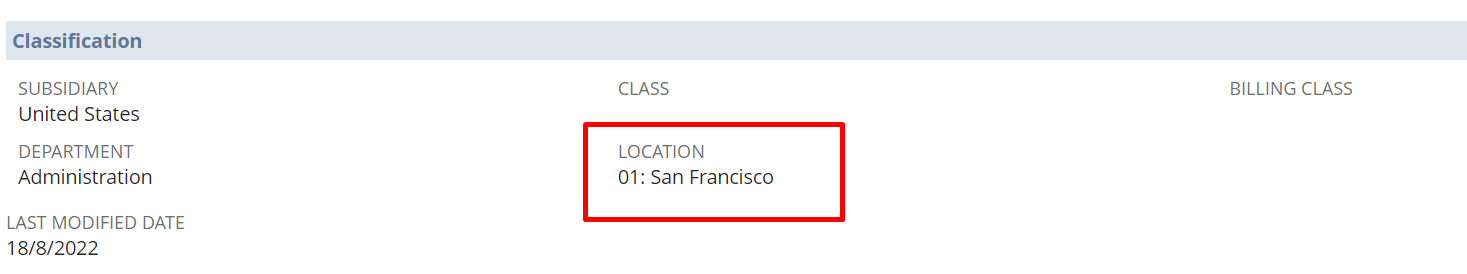 Classification
SUBSIDIARY
United States
CLASS
BILLING CLASS
DEPARTMENT
Administration
LOCATION
01: San Francisco
LAST MODIFIED DATE
18/8/2022